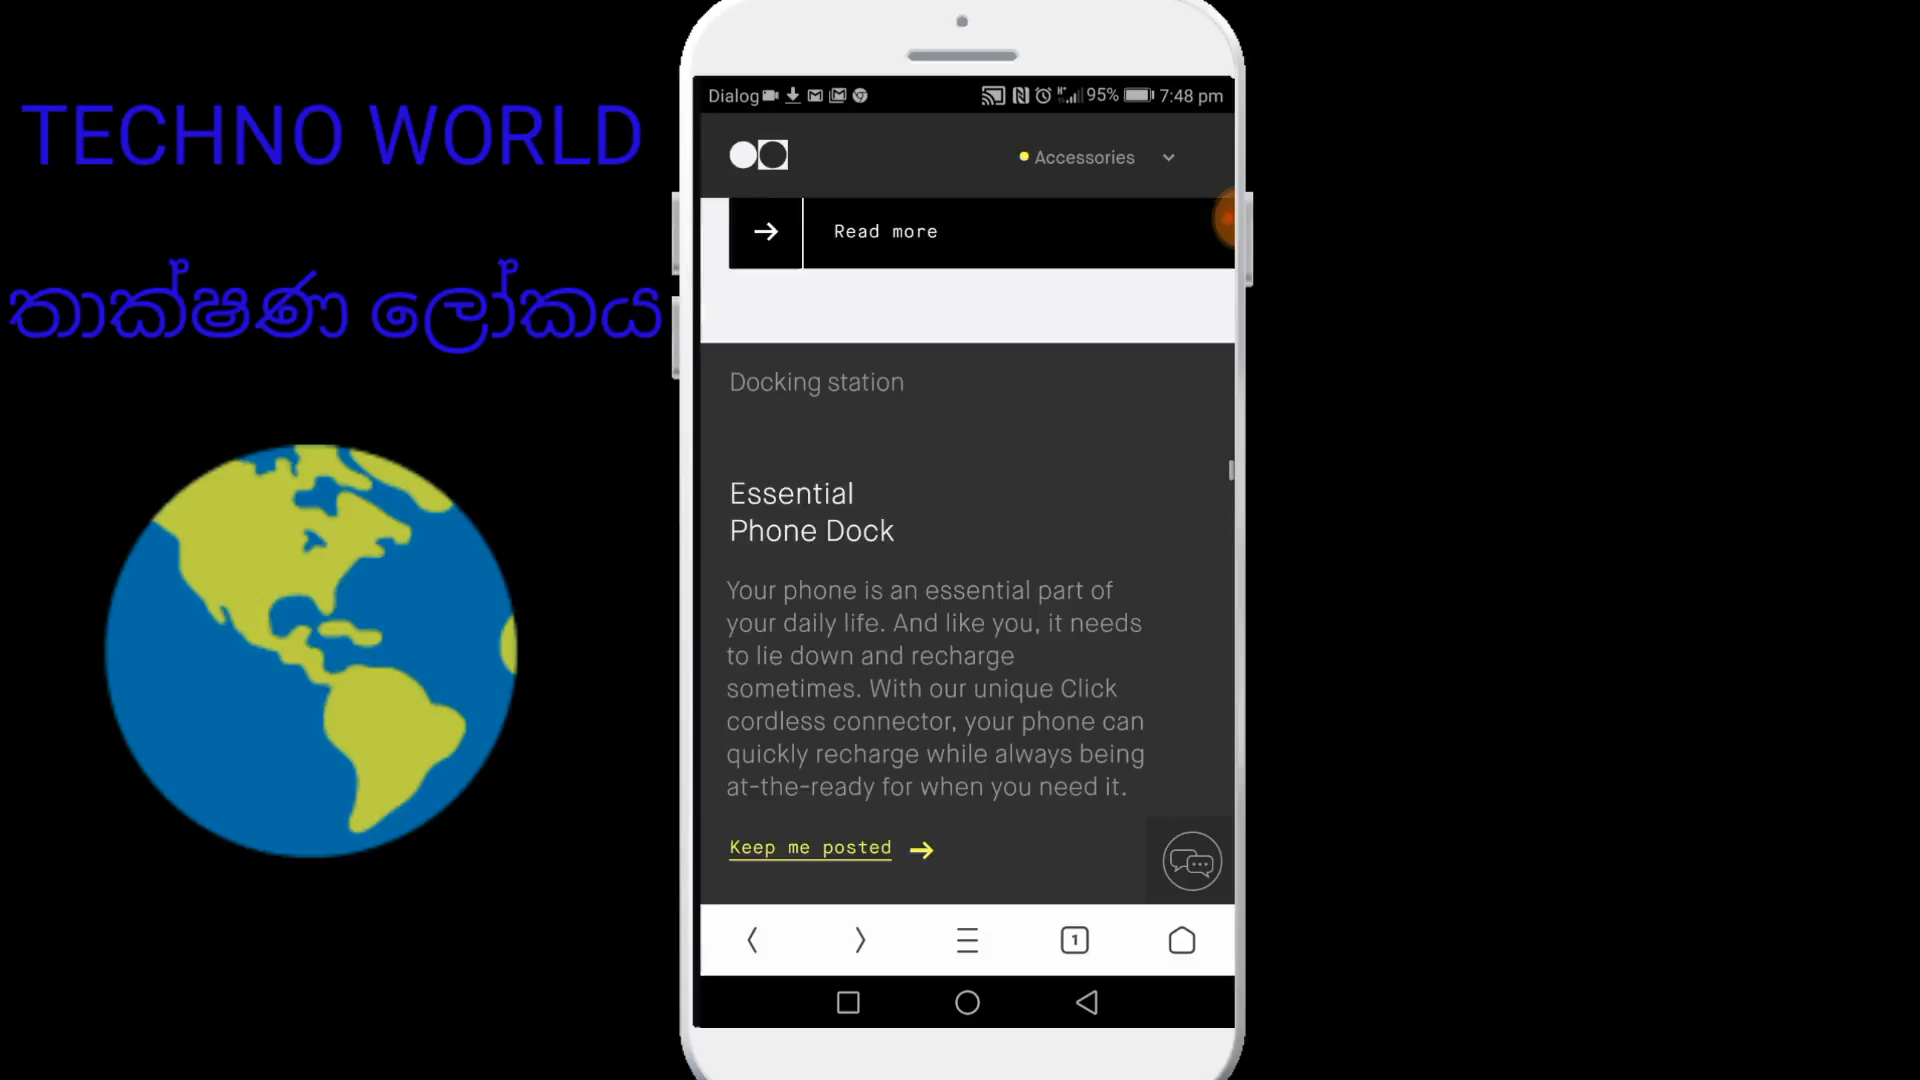 TECHNO WORLD
තාක්ෂණ ලෝකය
Dialog
95%
7:48 pm
Accessories
Read more
Docking station
Essential
Phone Dock
Your phone is an essential part of
your daily life. And like you, it needs
to lie down and recharge
sometimes. With our unique Click
cordless connector, your phone can
quickly recharge while always being
at-the-ready for when you need it.
Keep me posted
1